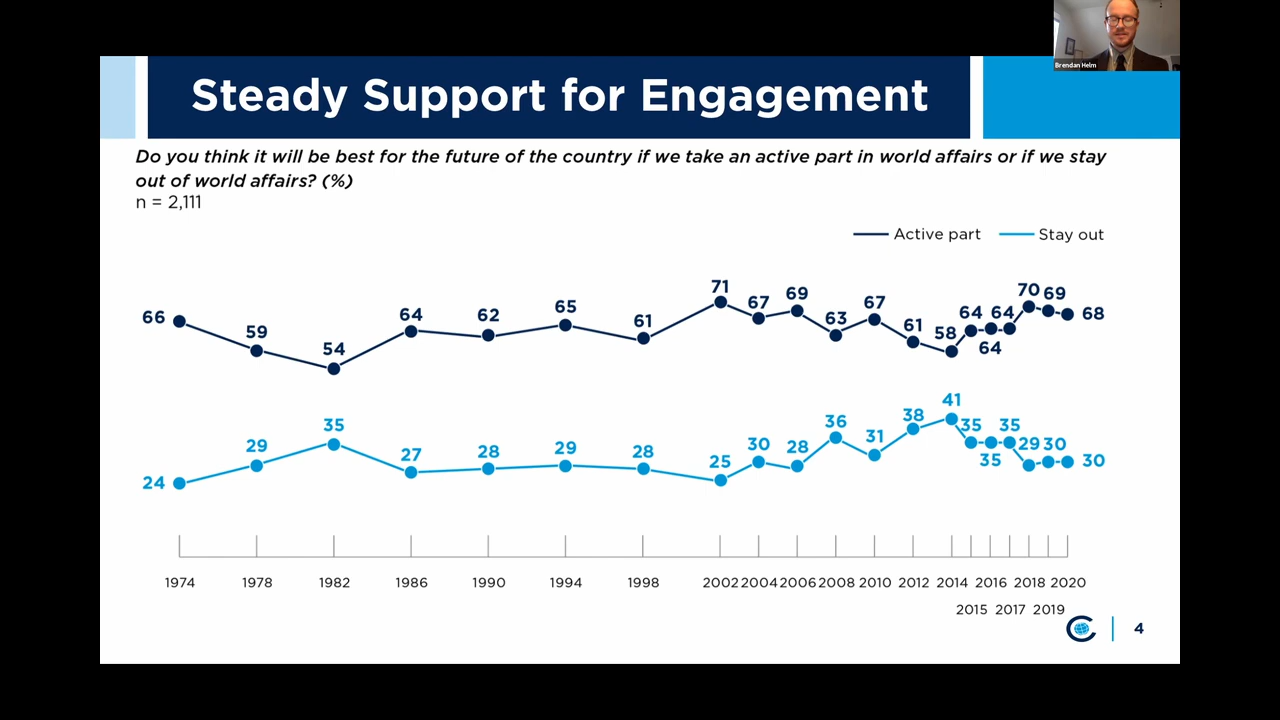 Brendan Helm
Steady Support for Engagement
Do you think it will be best for the future of the country if we take an active part in world affairs or if we stay
out of world affairs? (%)
n = 2,111
Active part Stay out
66 59 54 64 62 65 61 71 67 69 63 67 61 58 64 64 64 70 69 68
24 29 35 27 28 29 28 25 30 28 36 31 38 41 35 35 35 29 30 30
1974 1978 1982 1986 1990 1994 1998 2002 2004 2006 2008 2010 2012 2014 2016 2018 2020
2015 2017 2019
4